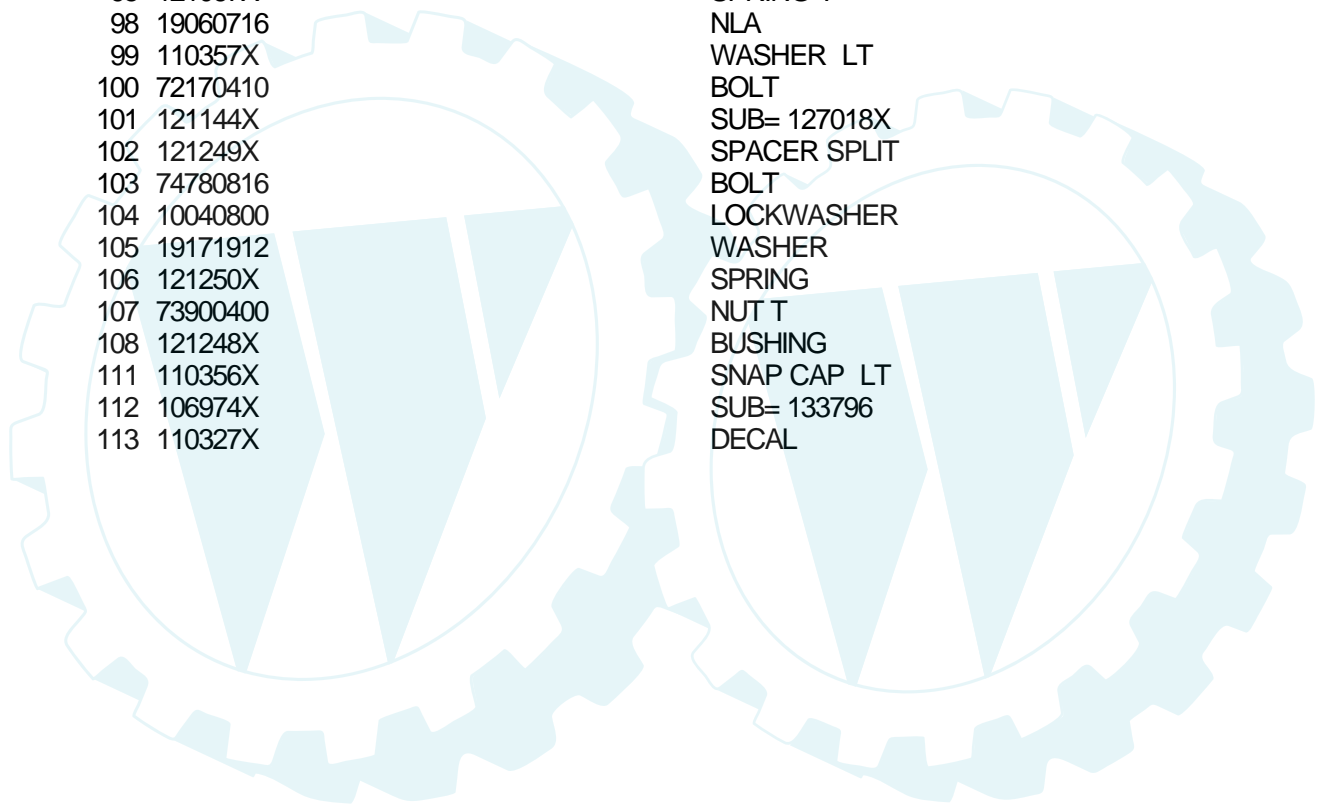 98 19060716 NLA
99 110357X WASHER LT
100 72170410 BOLT
101 121144X SUB= 127018X
102 121249X SPACER SPLIT
103 74780816 BOLT
104 10040800 LOCKWASHER
105 19171912 WASHER
106 121250X SPRING
107 73900400 NUT T
108 121248X BUSHING
111 110356X SNAP CAP LT
112 106974X SUB= 133796
113 110327X DECAL